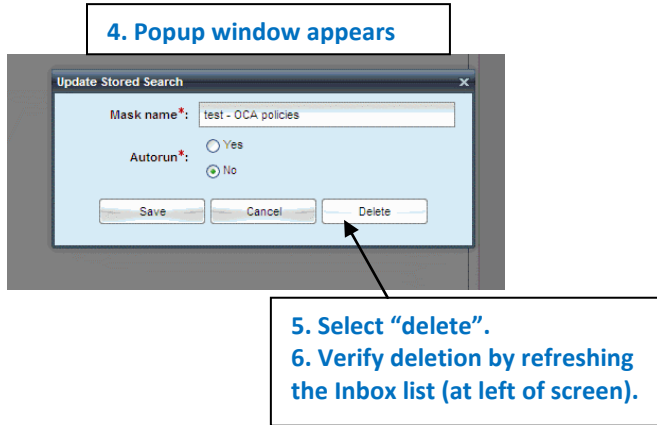 4. Popup window appears
Update Stored Search x
Mask name*: test - OCA policies
Autorun*:
Yes
No
Save Cancel Delete
5. Select “delete”.
6. Verify deletion by refreshing
the Inbox list (at left of screen).